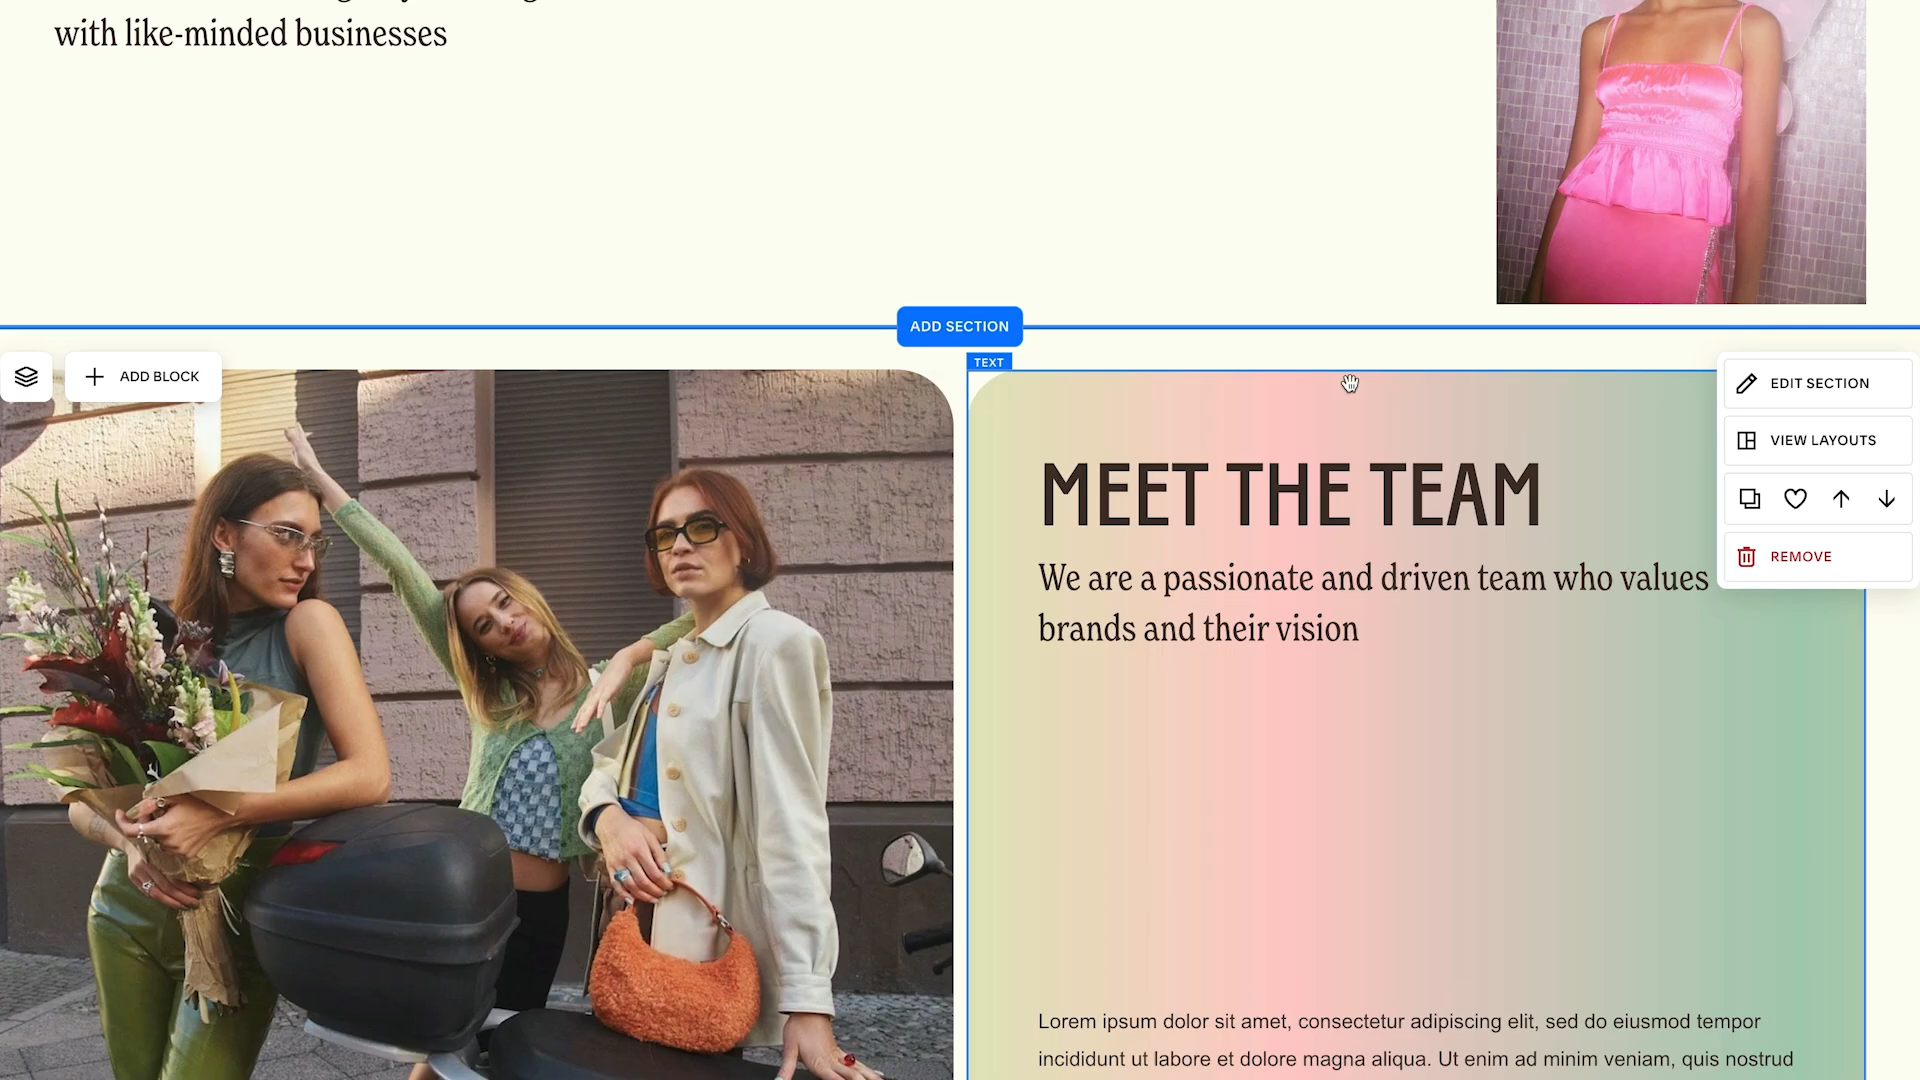 with like-minded businesses
ADD SECTION
ADD BLOCK
TEXT
EDIT SECTION
VIEW LAYOUTS
REMOVE
MEET THE TEAM
We are a passionate and driven team who values
brands and their vision
Lorem ipsum dolor sit amet, consectetur adipiscing elit, sed do eiusmod tempor
incididunt ut labore et dolore magna aliqua. Ut enim ad minim veniam, quis nostrud